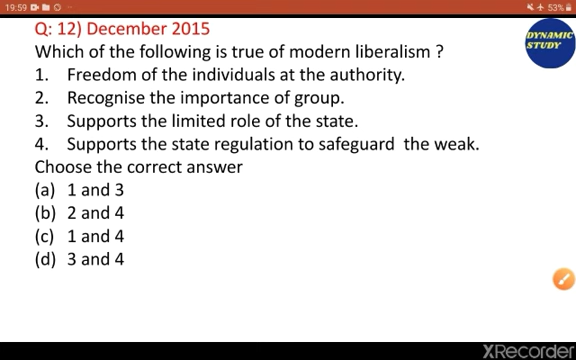 19:59
53%
Q: 12) December 2015
DYNAMIC
STUDY
Which of the following is true of modern liberalism ?
1. Freedom of the individuals at the authority.
2. Recognise the importance of group.
3. Supports the limited role of the state.
4. Supports the state regulation to safeguard the weak.
Choose the correct answer
(a) 1 and 3
(b) 2 and 4
(c) 1 and 4
(d) 3 and 4
XRecorder